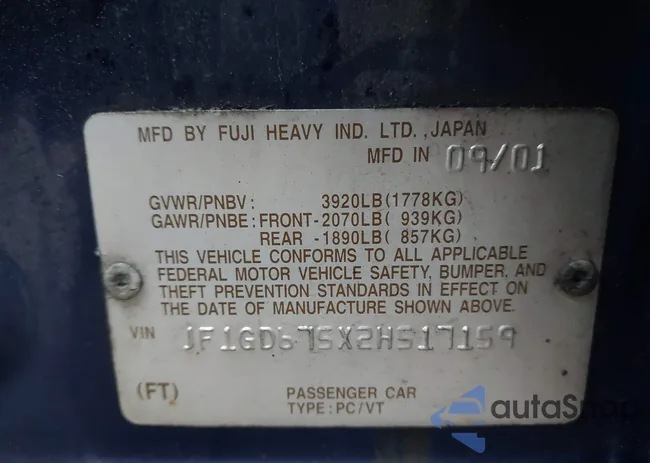 MFD BY FUJI HEAVY IND. LTD., JAPAN
MFD IN 09/01
GVWR/PNBV: 3920LB(1778KG)
GAWR/PNBE: FRONT-2070LB( 939KG)
REAR -1890LB( 857KG)
THIS VEHICLE CONFORMS TO ALL APPLICABLE
FEDERAL MOTOR VEHICLE SAFETY, BUMPER, AND
THEFT PREVENTION STANDARDS IN EFFECT ON
THE DATE OF MANUFACTURE SHOWN ABOVE.
VIN JF1GD675X2H517159
(FT) PASSENGER CAR
TYPE: PC/VT
autaShop